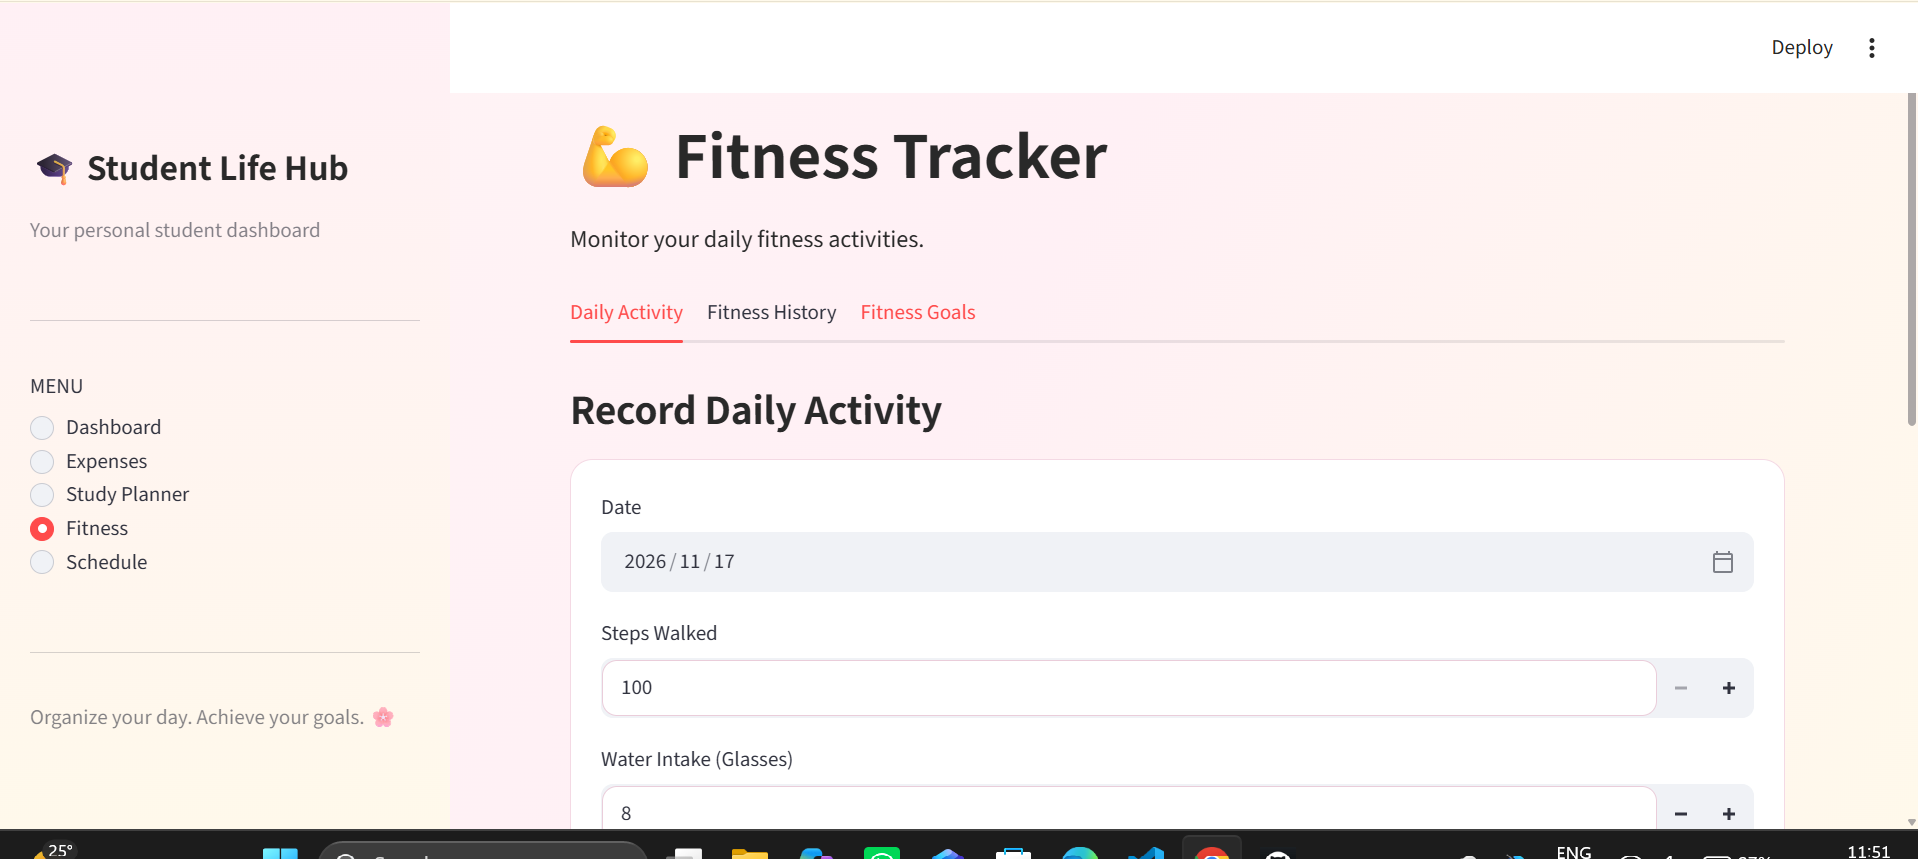 Deploy
Student Life Hub
Your personal student dashboard
MENU
Dashboard
Expenses
Study Planner
Fitness
Schedule
Organize your day. Achieve your goals.
Fitness Tracker
Monitor your daily fitness activities.
Daily Activity Fitness History Fitness Goals
Record Daily Activity
Date
2026/11/17
Steps Walked
100
Water Intake (Glasses)
8
25°
ENG
11:51